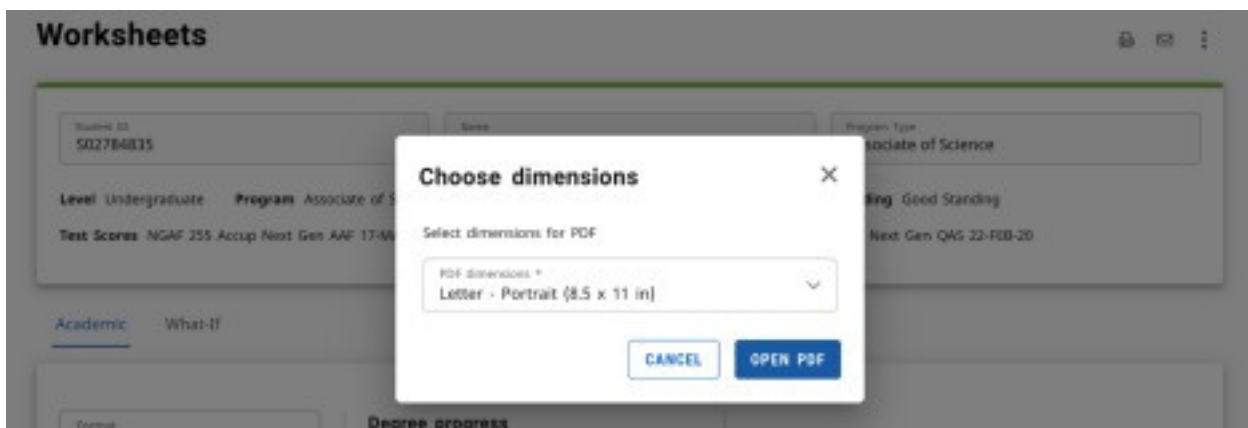 Worksheets
Student ID
S02784835
Name
Program Type
sociate of Science
Level Undergraduate Program Associate of S
ding Good Standing
Test Scores NGAF 255 Accup Next Gen AAF 17-M
Next Gen QAS 22-FEB-20
Choose dimensions
Select dimensions for PDF
PDF dimensions *
Letter - Portrait (8.5 x 11 in)
CANCEL
OPEN PDF
Academic What-If
Format
Degree progress